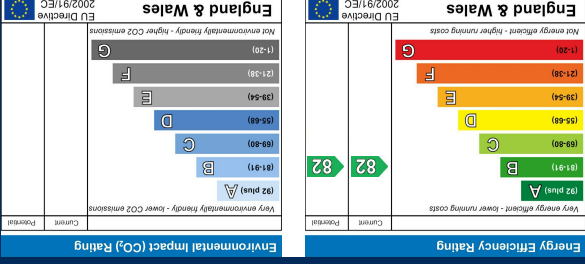 Energy Efficiency Rating
Current Potential
Very energy efficient - lower running costs
(92 plus) A
(81-91) B
82 82
(69-80) C
(55-68) D
(39-54) E
(21-38) F
(1-20) G
Not energy efficient - higher running costs
England & Wales
EU Directive
2002/91/EC
Environmental Impact (CO2) Rating
Current Potential
Very environmentally friendly - lower CO2 emissions
(92 plus) A
(81-91) B
(69-80) C
(55-68) D
(39-54) E
(21-38) F
(1-20) G
Not environmentally friendly - higher CO2 emissions
England & Wales
EU Directive
2002/91/EC